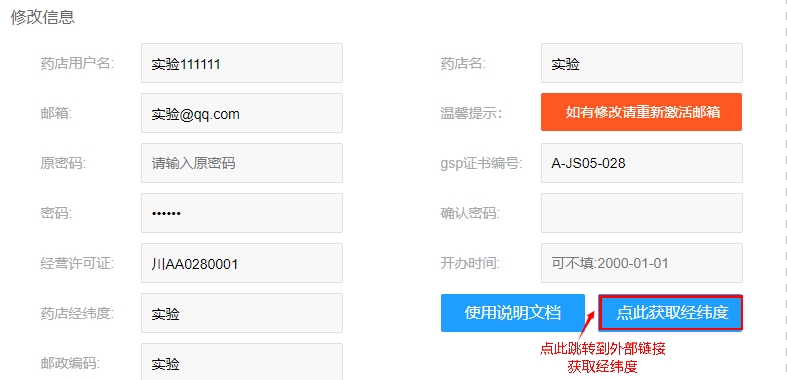 修改信息
药店用户名: 实验111111 药店名: 实验
邮箱: 实验@qq.com 温馨提示: 如有修改请重新激活邮箱
原密码: 请输入原密码 gsp证书编号: A-JS05-028
密码: •••••• 确认密码:
经营许可证: 川AA0280001 开办时间: 可不填:2000-01-01
药店经纬度: 实验 使用说明文档 点此获取经纬度
点此跳转到外部链接
获取经纬度
邮政编码: 实验